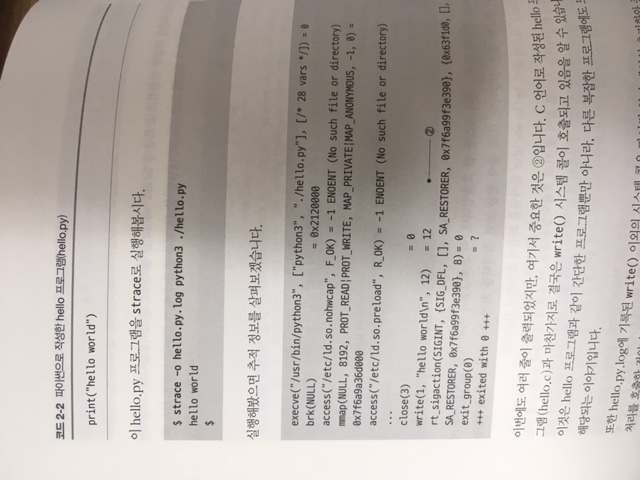 코드 2-2 파이썬으로 작성한 hello 프로그램(hello.py)
print("hello world")
이 hello.py 프로그램을 strace로 실행해봅시다.
$ strace -o hello.py.log python3 ./hello.py
hello world
$
실행해봤으면 추적 정보를 살펴보겠습니다.
execve("/usr/bin/python3", ["python3", "./hello.py"], [/* 28 vars */]) = 0
brk(NULL) = 0x2120000
access("/etc/ld.so.nohwcap", F_OK) = -1 ENOENT (No such file or directory)
mmap(NULL, 8192, PROT_READ|PROT_WRITE, MAP_PRIVATE|MAP_ANONYMOUS, -1, 0) =
0x7f6a9a36d000
access("/etc/ld.so.preload", R_OK) = -1 ENOENT (No such file or directory)
...
close(3) = 0
write(1, "hello world\n", 12) = 12 ②
rt_sigaction(SIGINT, {SIG_DFL, [], SA_RESTORER, 0x7f6a99f3e390}, {0x63f1d0, [],
SA_RESTORER, 0x7f6a99f3e390}, 8)= 0
exit_group(0) = ?
+++ exited with 0 +++
이번에도 여러 줄이 출력되었지만, 여기서 중요한 것은 ②입니다. C 언어로 작성된 hello
그램(hello.c)과 마찬가지로 결국은 write() 시스템 콜이 호출되고 있음을 알 수 있습니
이것은 hello 프로그램과 같이 간단한 프로그램뿐만 아니라, 다른 복잡한 프로그램에도
해당되는 이야기입니다.
또한 hello.py.log에 기록된 write() 이외의 시스템 콜은